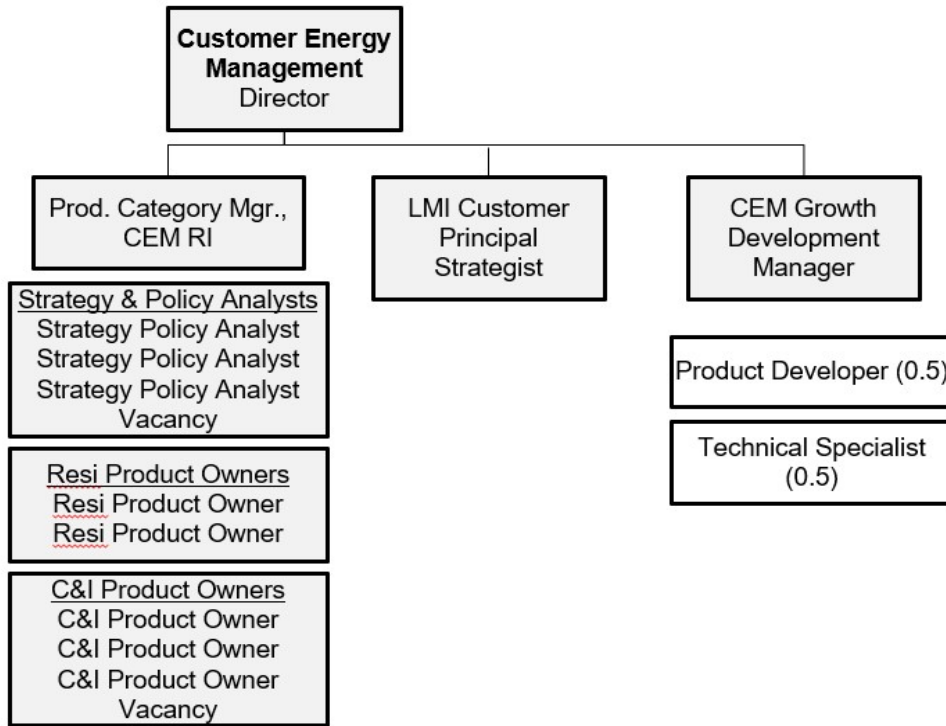 Customer Energy
Management
Director
Prod. Category Mgr.,
CEM RI
LMI Customer
Principal
Strategist
CEM Growth
Development
Manager
Strategy & Policy Analysts
Strategy Policy Analyst
Strategy Policy Analyst
Strategy Policy Analyst
Vacancy
Resi Product Owners
Resi Product Owner
Resi Product Owner
C&I Product Owners
C&I Product Owner
C&I Product Owner
C&I Product Owner
Vacancy
Product Developer (0.5)
Technical Specialist
(0.5)